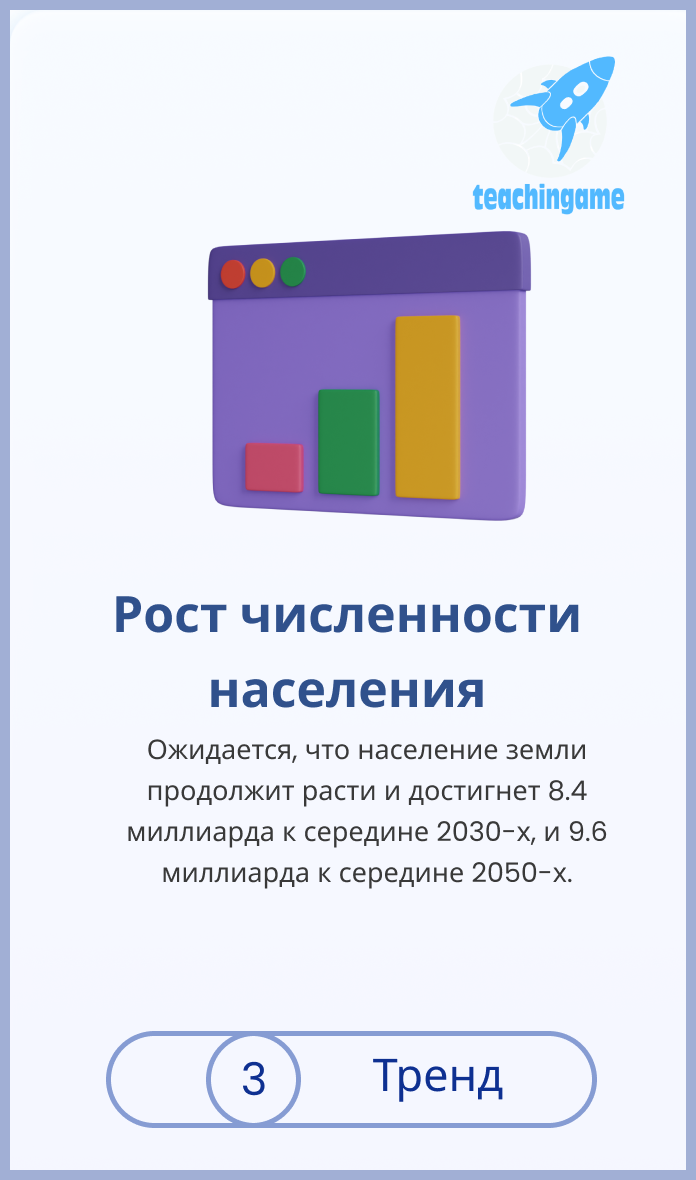 teachingame
Рост численности
населения
Ожидается, что население земли
продолжит расти и достигнет 8.4
миллиарда к середине 2030-х, и 9.6
миллиарда к середине 2050-х.
3
Тренд